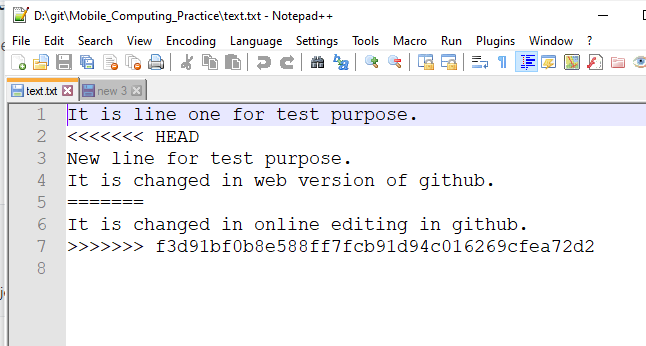 D:\git\Mobile_Computing_Practice\text.txt - Notepad++
File Edit Search View Encoding Language Settings Tools Macro Run Plugins Window ?
text.txt new 3
1 It is line one for test purpose.
2 <<<<<<< HEAD
3 New line for test purpose.
4 It is changed in web version of github.
5 =======
6 It is changed in online editing in github.
7 >>>>>>> f3d91bf0b8e588ff7fcb91d94c016269cfea72d2
8